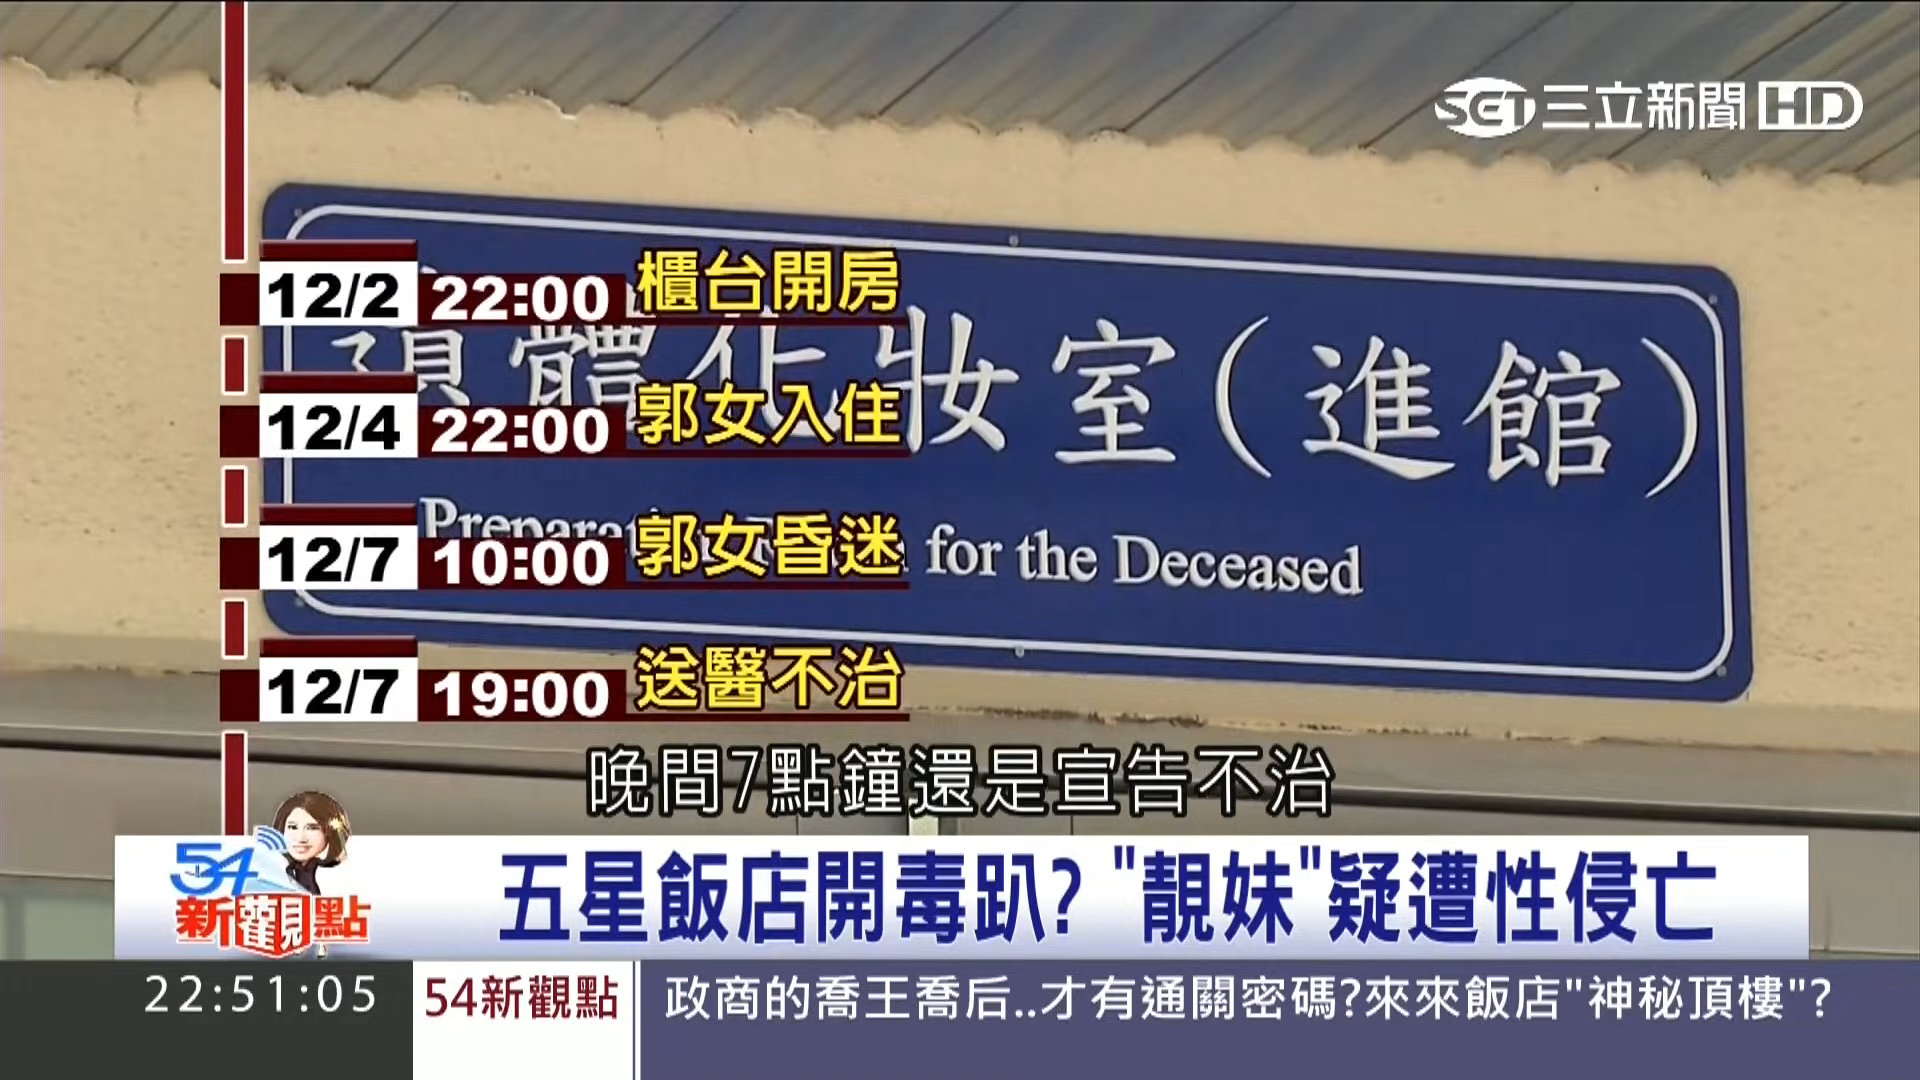 SET三立新聞HD
12/2 22:00 櫃台開房
體化妝室(進館)
12/4 22:00 郭女入住
for the Deceased
12/7 10:00 郭女昏迷
12/7 19:00 送醫不治
晚間7點鐘還是宣告不治
54新觀點
五星飯店開毒趴? "靚妹"疑遭性侵亡
22:51:05
54新觀點
政商的喬王喬后..才有通關密碼?來來飯店"神秘頂樓"?